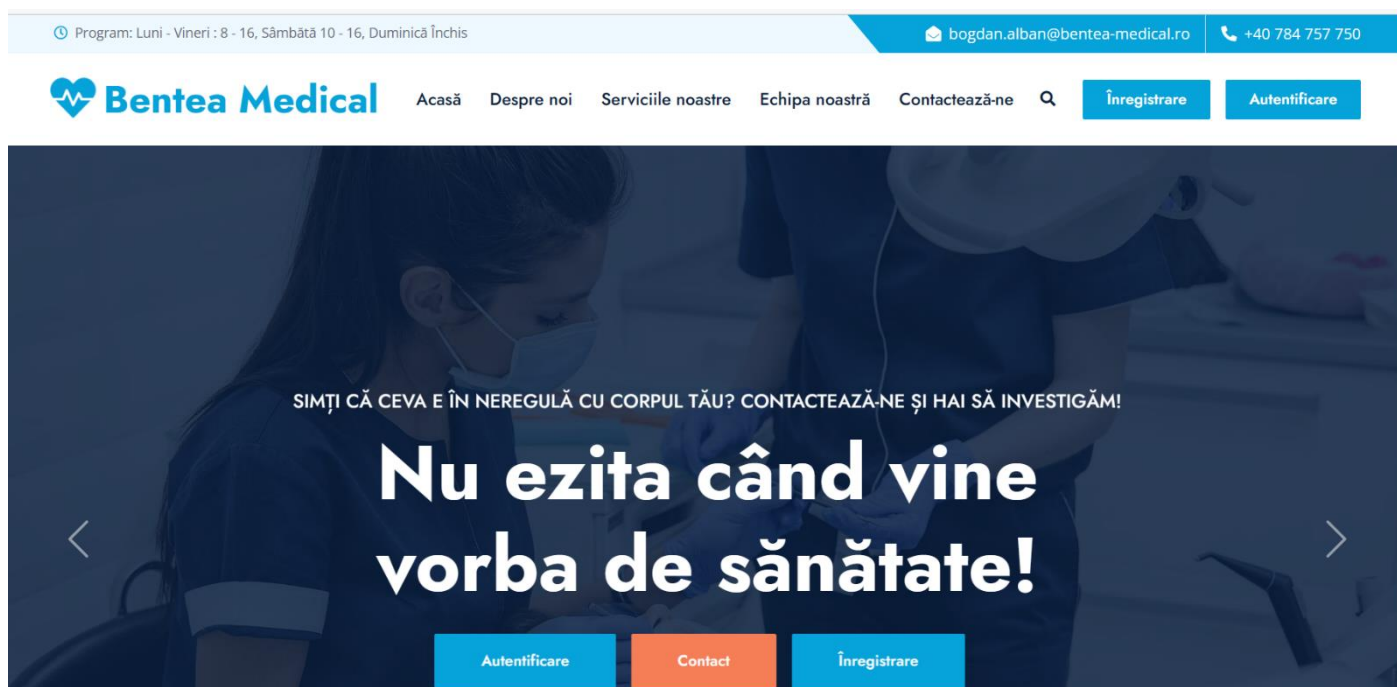 Program: Luni - Vineri : 8 - 16, Sâmbătă 10 - 16, Duminică Închis
bogdan.alban@bentea-medical.ro
+40 784 757 750
Bentea Medical
Acasă
Despre noi
Serviciile noastre
Echipa noastră
Contactează-ne
Înregistrare
Autentificare
SIMȚI CĂ CEVA E ÎN NEREGULĂ CU CORPUL TĂU? CONTACTEAZĂ-NE ȘI HAI SĂ INVESTIGĂM!
Nu ezita când vine
vorba de sănătate!
Autentificare
Contact
Înregistrare